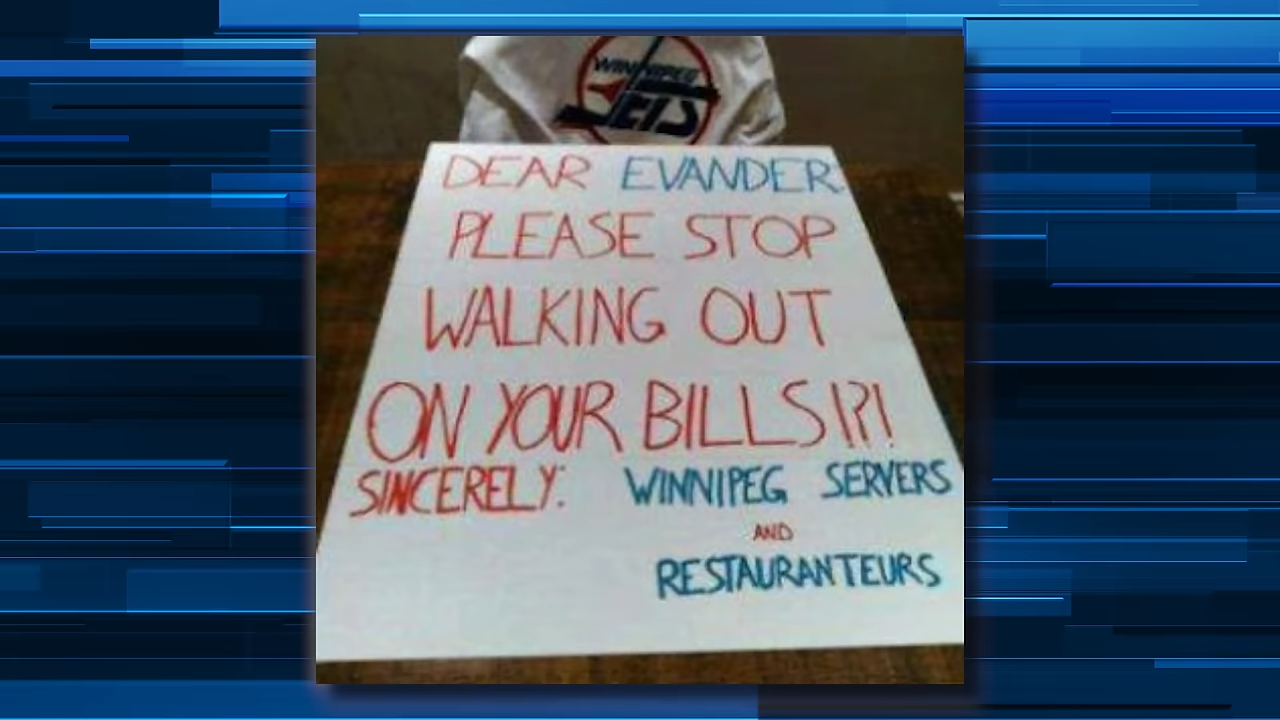 WINNIPEG
JETS
DEAR EVANDER
PLEASE STOP
WALKING OUT
ON YOUR BILLS!?!
SINCERELY: WINNIPEG SERVERS
AND
RESTAURANTEURS